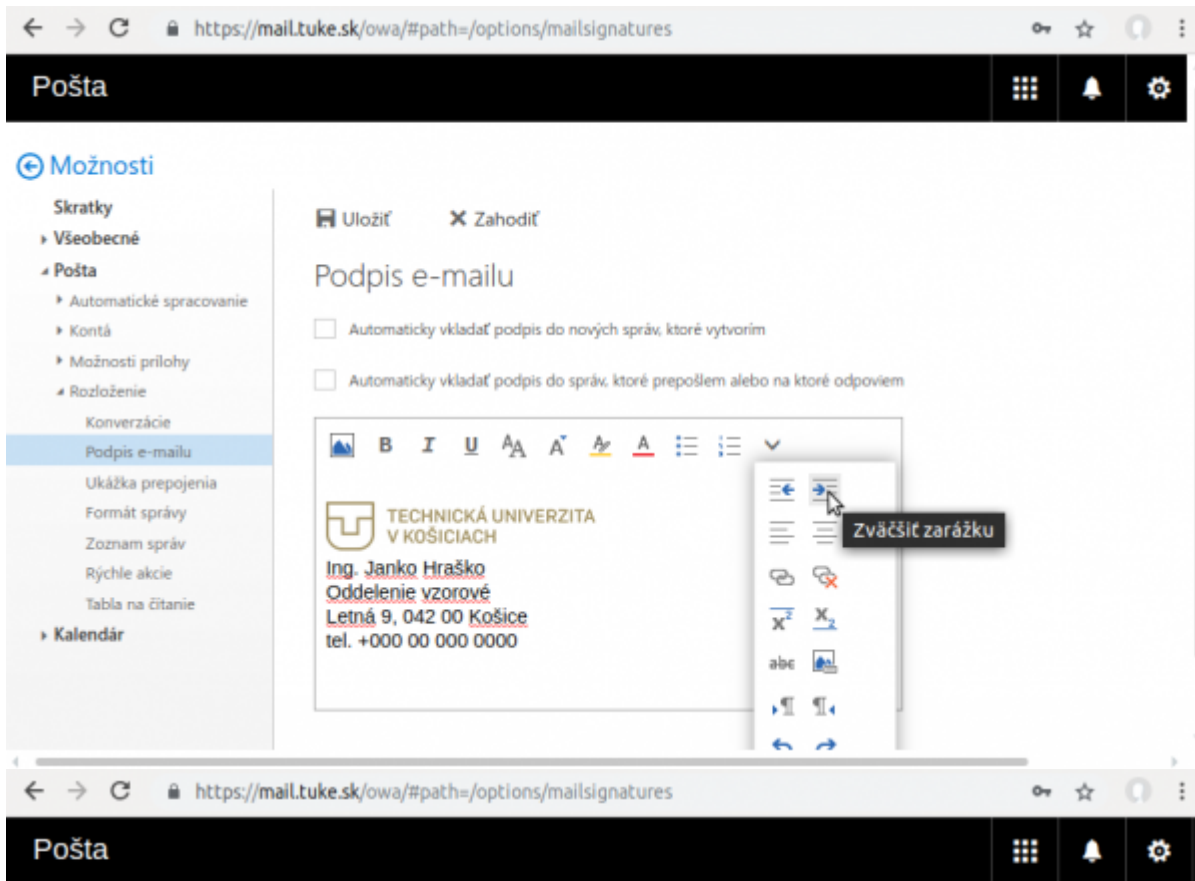 https://mail.tuke.sk/owa/#path=/options/mailsignatures
Pošta
Možnosti
Skratky
Všeobecné
Pošta
Automatické spracovanie
Kontá
Možnosti prílohy
Rozloženie
Konverzácie
Podpis e-mailu
Ukážka prepojenia
Formát správy
Zoznam správ
Rýchle akcie
Tabla na čítanie
Kalendár
Uložiť Zahodiť
Podpis e-mailu
Automaticky vkladať podpis do nových správ, ktoré vytvorím
Automaticky vkladať podpis do správ, ktoré prepošlem alebo na ktoré odpoviem
B I U AA A A A
TECHNICKÁ UNIVERZITA
V KOŠICIACH
Ing. Janko Hraško
Oddelenie vzorové
Letná 9, 042 00 Košice
tel. +000 00 000 0000
Zväčšiť zarážku
x² x₂
abc
https://mail.tuke.sk/owa/#path=/options/mailsignatures
Pošta